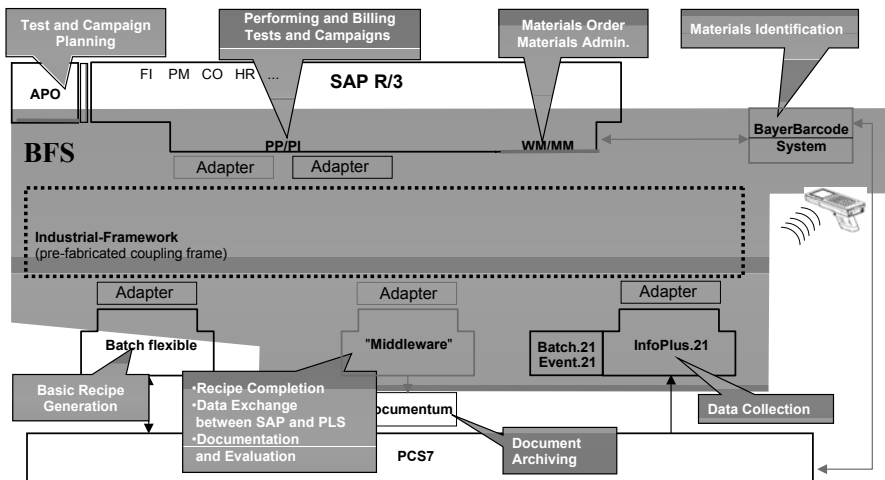 Test and Campaign
Planning
Performing and Billing
Tests and Campaigns
Materials Order
Materials Admin.
Materials Identification
APO
FI PM CO HR ...
SAP R/3
PP/PI
WM/MM
BayerBarcode
System
BFS
Adapter
Adapter
Industrial-Framework
(pre-fabricated coupling frame)
Adapter
Adapter
Adapter
Batch flexible
"Middleware"
Batch.21
Event.21
InfoPlus.21
Basic Recipe
Generation
•Recipe Completion
•Data Exchange
between SAP and PLS
•Documentation
and Evaluation
ocumentum
Data Collection
Document
Archiving
PCS7